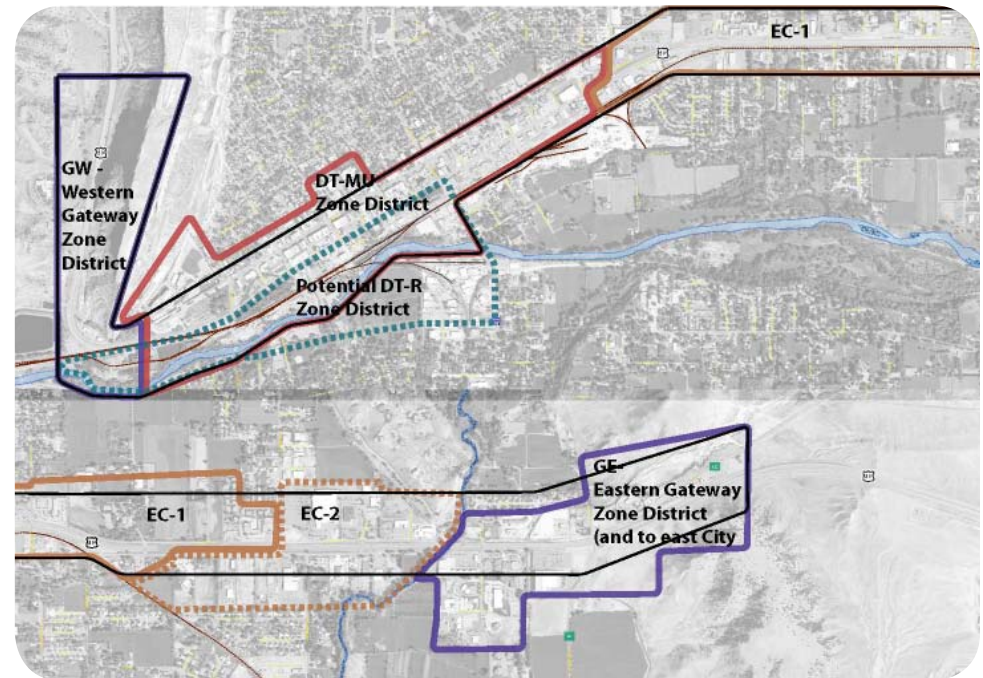 EC-1
GW -
Western
Gateway
Zone
District
DT-MU
Zone District
Potential DT-R
Zone District
EC-1
EC-2
GE-
Eastern Gateway
Zone District
(and to east City